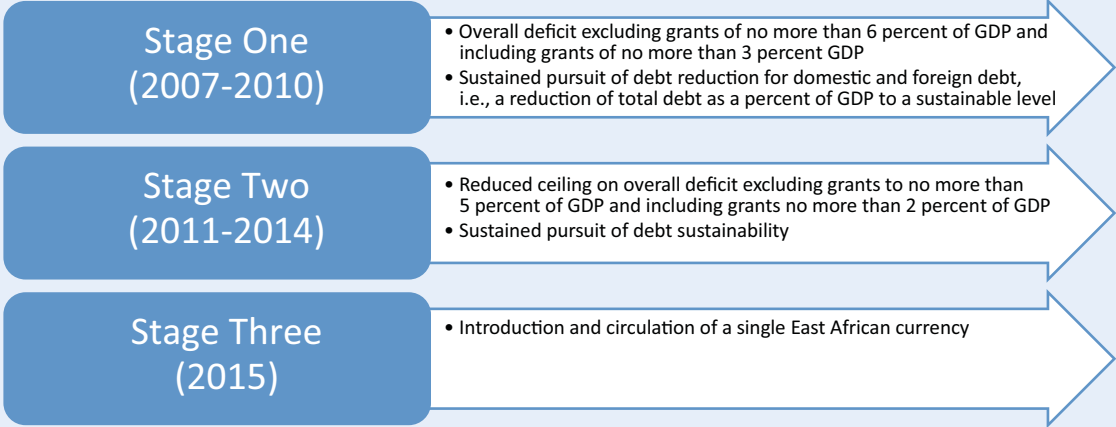 Stage One
(2007-2010)
• Overall deficit excluding grants of no more than 6 percent of GDP and
including grants of no more than 3 percent GDP
• Sustained pursuit of debt reduction for domestic and foreign debt,
i.e., a reduction of total debt as a percent of GDP to a sustainable level
Stage Two
(2011-2014)
• Reduced ceiling on overall deficit excluding grants to no more than
5 percent of GDP and including grants no more than 2 percent of GDP
• Sustained pursuit of debt sustainability
Stage Three
(2015)
• Introduction and circulation of a single East African currency